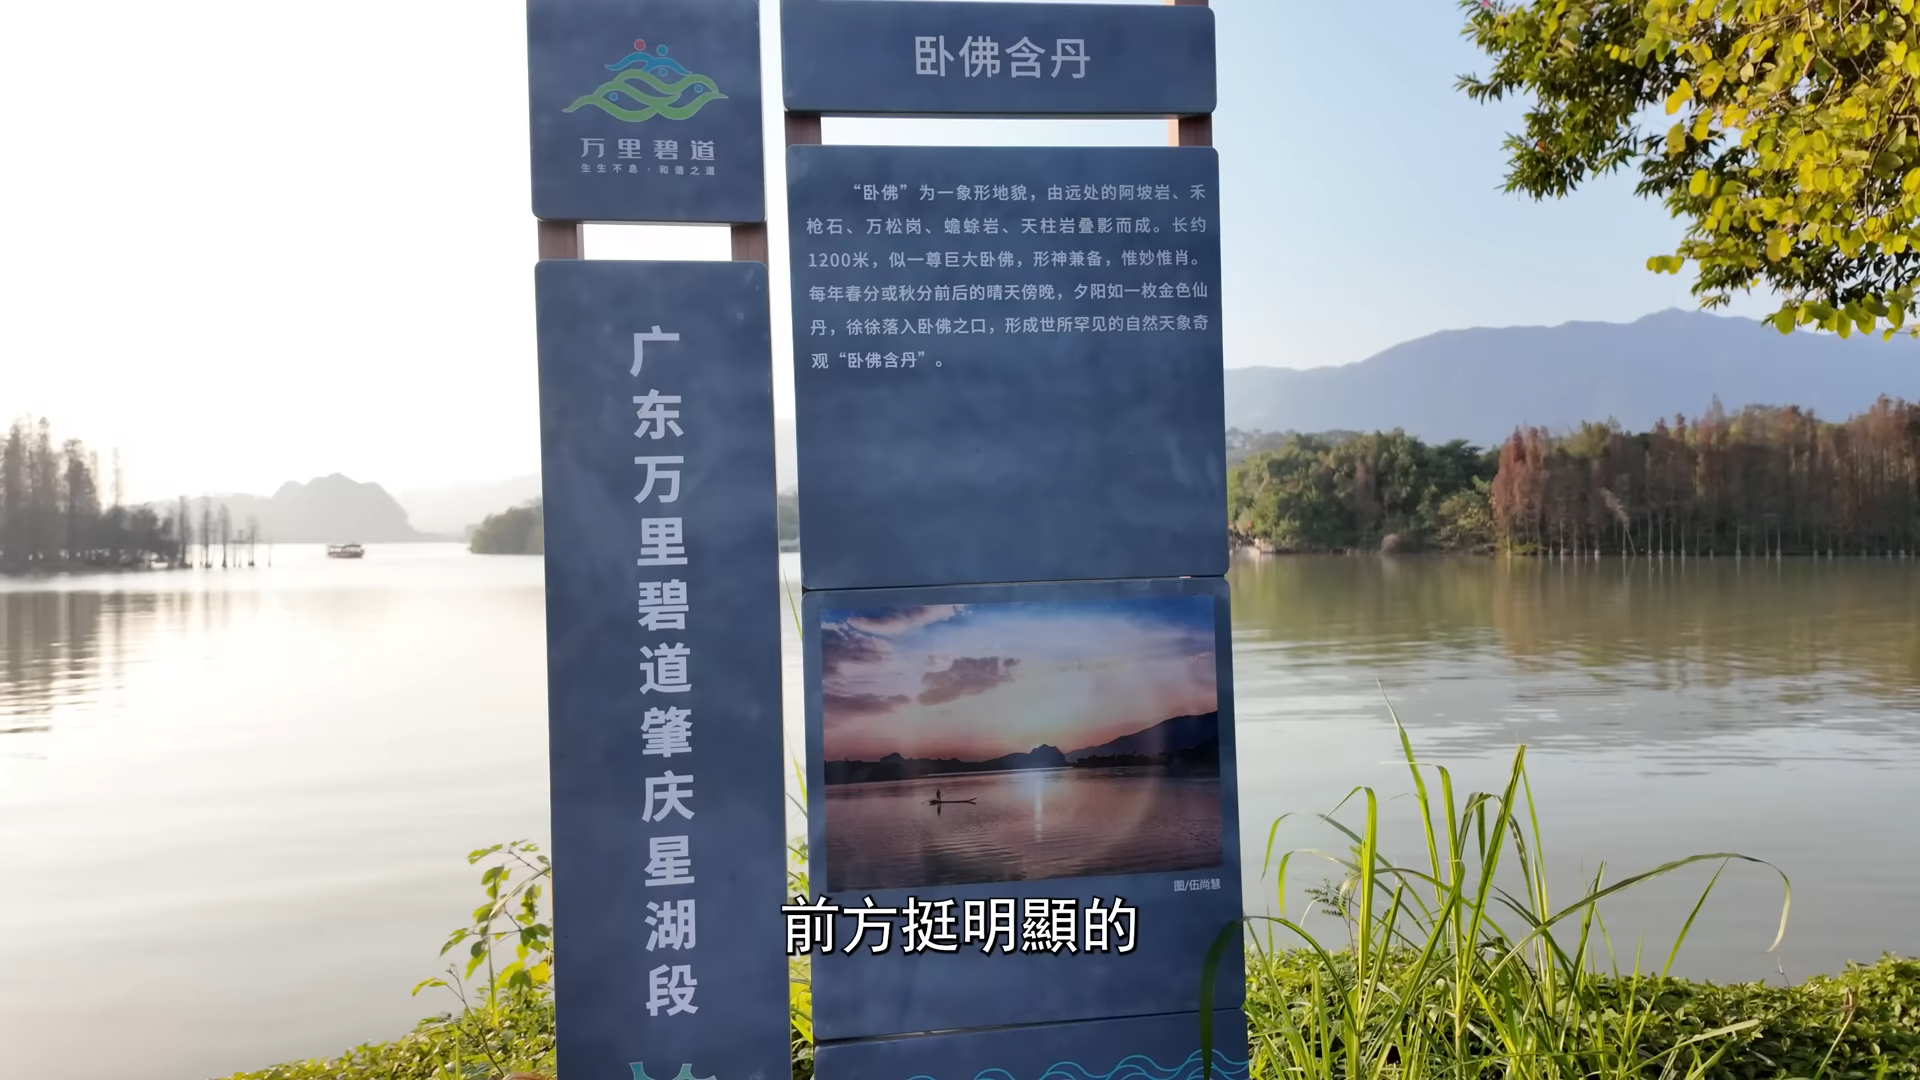 万里碧道
生生不息·和谐之道
广东万里碧道肇庆星湖段
卧佛含丹
“卧佛”为一象形地貌，由远处的阿坡岩、禾
枪石、万松岗、蟾蜍岩、天柱岩叠影而成。长约
1200米，似一尊巨大卧佛，形神兼备，惟妙惟肖。
每年春分或秋分前后的晴天傍晚，夕阳如一枚金色仙
丹，徐徐落入卧佛之口，形成世所罕见的自然天象奇
观“卧佛含丹”。
图/伍尚慧
前方挺明顯的